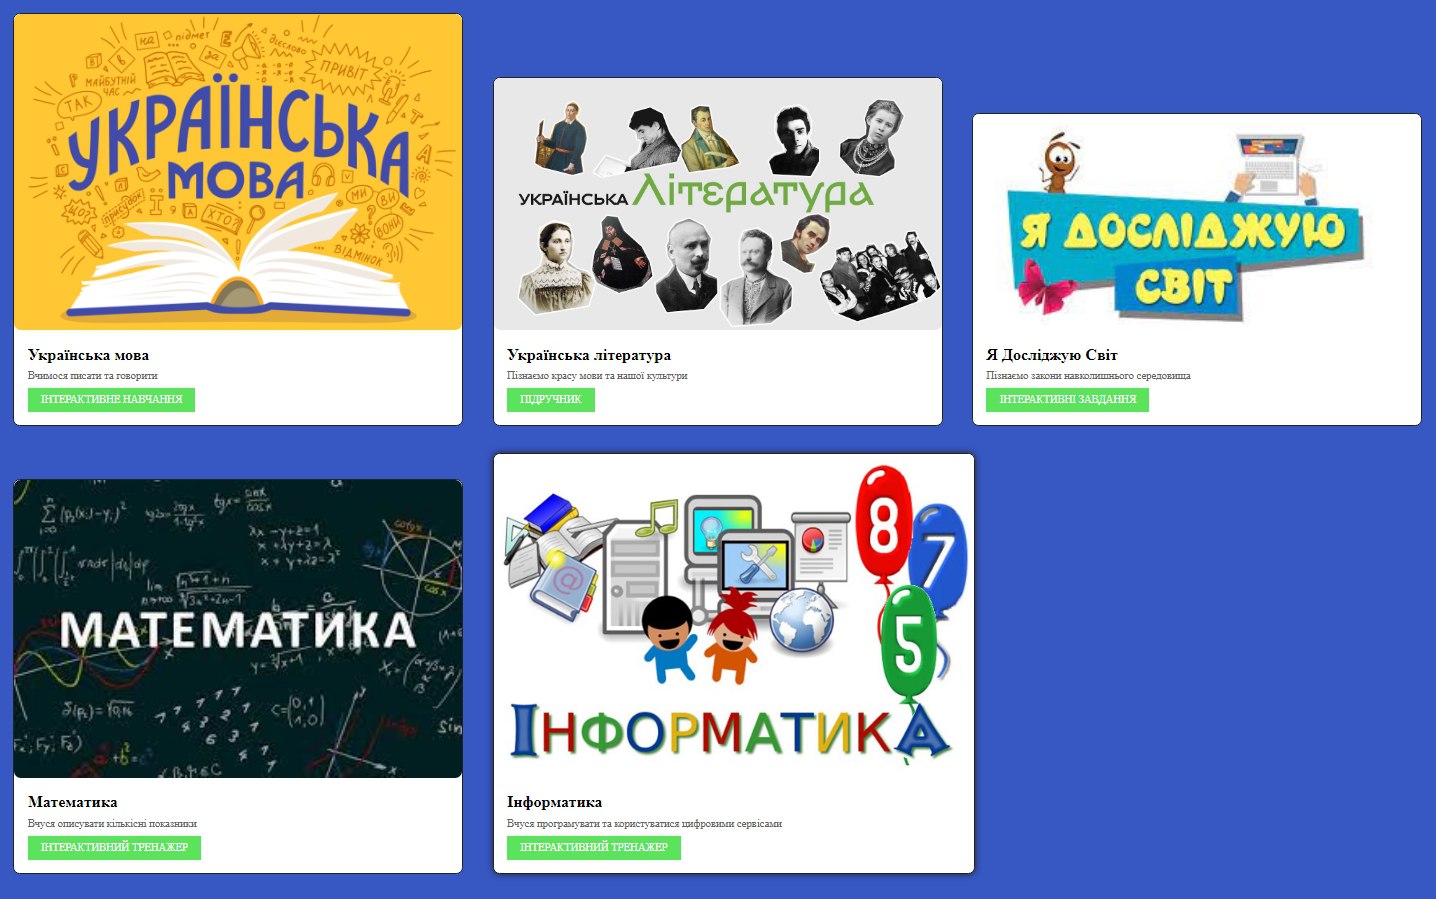 на
підмет
Є
дієслово
за
в
МАЙБУТНІЙ
ЧАС
ПРИВІТ
ТАК
УКРАЇНСЬКА
МОВА
що?
присудок
ХТО?
МИ
ВИ
ВОНИ
ВІДМІНОК
Українська мова
Вчимося писати та говорити
ІНТЕРАКТИВНЕ НАВЧАННЯ
УКРАЇНСЬКА Література
Українська література
Пізнаємо красу мови та нашої культури
ПІДРУЧНИК
Я ДОСЛІДЖУЮ
СВІТ
Я Досліджую Світ
Пізнаємо закони навколишнього середовища
ІНТЕРАКТИВНІ ЗАВДАННЯ
МАТЕМАТИКА
Математика
Вчуся описувати кількісні показники
ІНТЕРАКТИВНИЙ ТРЕНАЖЕР
@
8
7
5
ІНФОРМАТИКА
Інформатика
Вчуся програмувати та користуватися цифровими сервісами
ІНТЕРАКТИВНИЙ ТРЕНАЖЕР